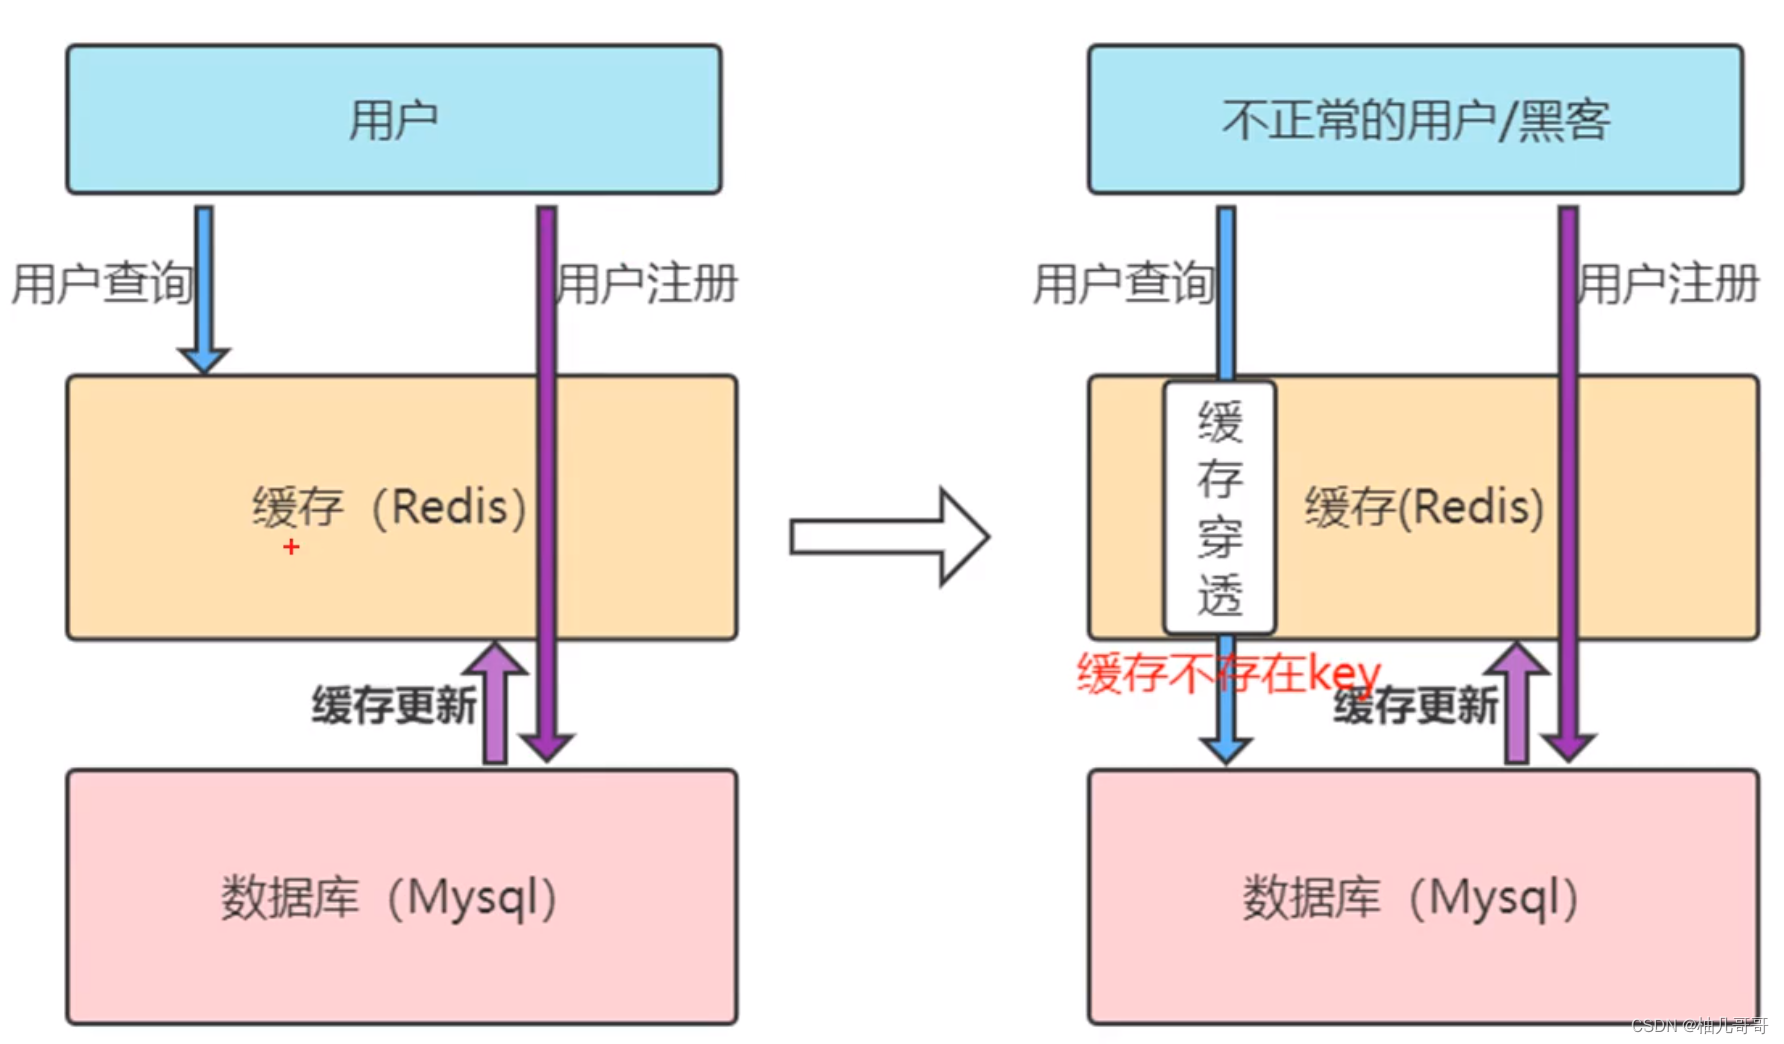 用户
用户查询
用户注册
缓存（Redis）
缓存更新
数据库（Mysql）
不正常的用户/黑客
用户查询
用户注册
缓存穿透
缓存(Redis)
缓存不存在key
缓存更新
数据库（Mysql）
CSDN @柚几哥哥